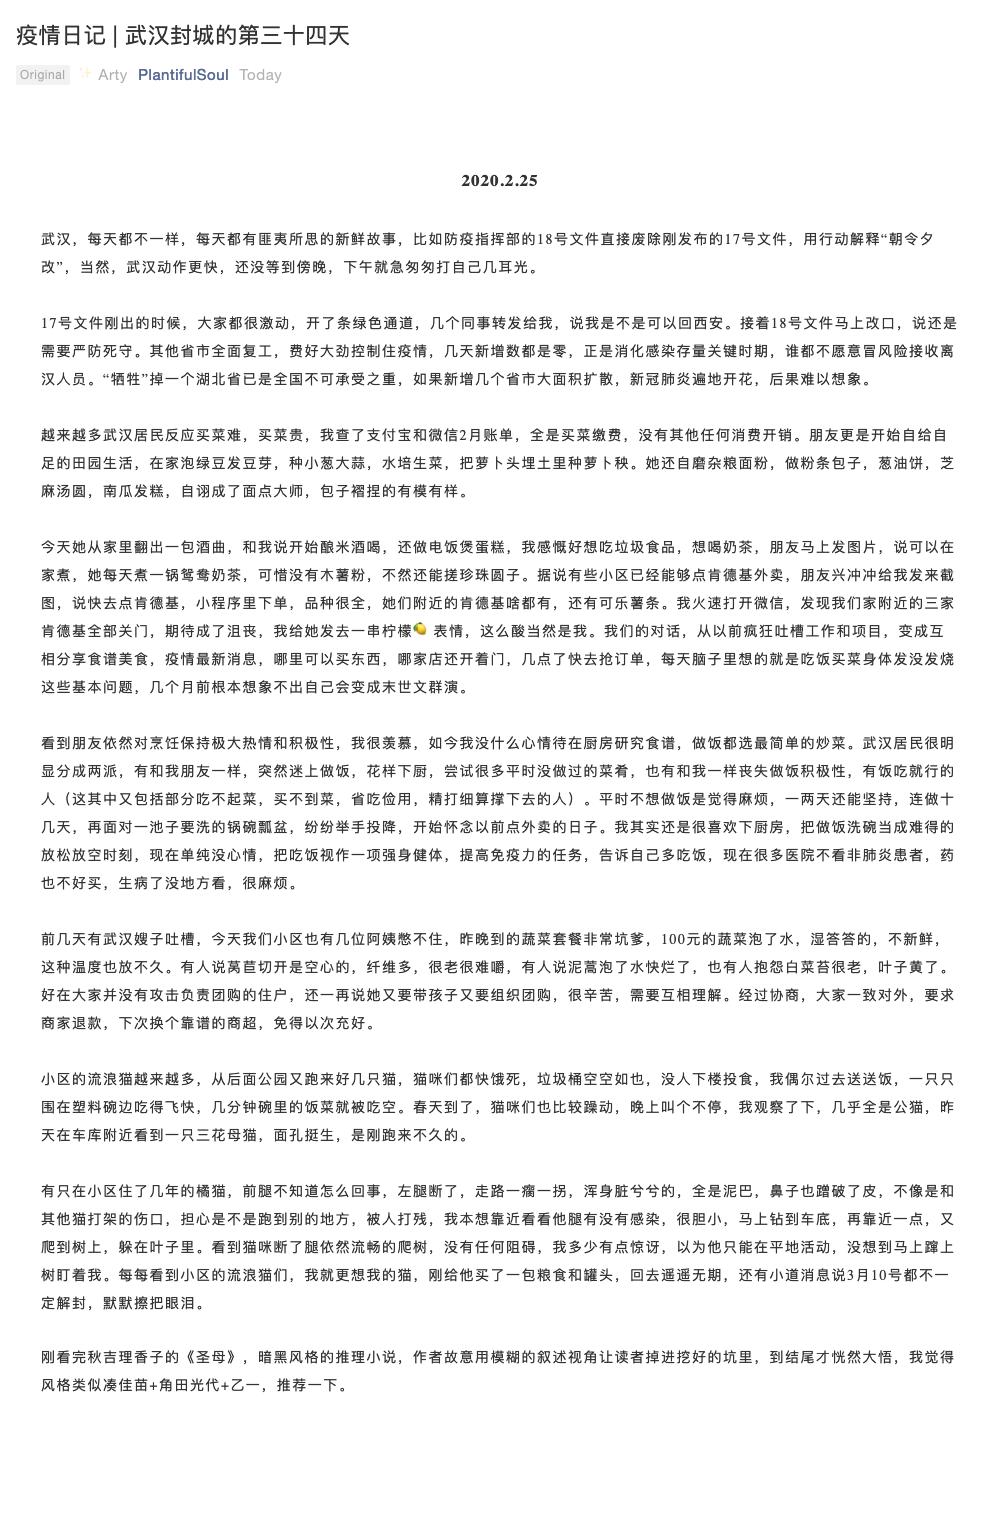 疫情日记 | 武汉封城的第三十四天
Original ✨ Arty PlantifulSoul Today
2020.2.25
武汉，每天都不一样，每天都有匪夷所思的新鲜故事，比如防疫指挥部的18号文件直接废除刚发布的17号文件，用行动解释“朝令夕
改”，当然，武汉动作更快，还没等到傍晚，下午就急匆匆打自己几耳光。
17号文件刚出的时候，大家都很激动，开了条绿色通道，几个同事转发给我，说我是不是可以回西安。接着18号文件马上改口，说还是
需要严防死守。其他省市全面复工，费好大劲控制住疫情，几天新增数都是零，正是消化感染存量关键时期，谁都不愿意冒风险接收离
汉人员。“牺牲”掉一个湖北省已是全国不可承受之重，如果新增几个省市大面积扩散，新冠肺炎遍地开花，后果难以想象。
越来越多武汉居民反应买菜难，买菜贵，我查了支付宝和微信2月账单，全是买菜缴费，没有其他任何消费开销。朋友更是开始自给自
足的田园生活，在家泡绿豆发豆芽，种小葱大蒜，水培生菜，把萝卜头埋土里种萝卜秧。她还自磨杂粮面粉，做粉条包子，葱油饼，芝
麻汤圆，南瓜发糕，自诩成了面点大师，包子褶捏的有模有样。
今天她从家里翻出一包酒曲，和我说开始酿米酒喝，还做电饭煲蛋糕，我感慨好想吃垃圾食品，想喝奶茶，朋友马上发图片，说可以在
家煮，她每天煮一锅鸳鸯奶茶，可惜没有木薯粉，不然还能搓珍珠圆子。据说有些小区已经能够点肯德基外卖，朋友兴冲冲给我发来截
图，说快去点肯德基，小程序里下单，品种很全，她们附近的肯德基啥都有，还有可乐薯条。我火速打开微信，发现我们家附近的三家
肯德基全部关门，期待成了沮丧，我给她发去一串柠檬🍋 表情，这么酸当然是我。我们的对话，从以前疯狂吐槽工作和项目，变成互
相分享食谱美食，疫情最新消息，哪里可以买东西，哪家店还开着门，几点了快去抢订单，每天脑子里想的就是吃饭买菜身体发没发烧
这些基本问题，几个月前根本想象不出自己会变成末世文群演。
看到朋友依然对烹饪保持极大热情和积极性，我很羡慕，如今我没什么心情待在厨房研究食谱，做饭都选最简单的炒菜。武汉居民很明
显分成两派，有和我朋友一样，突然迷上做饭，花样下厨，尝试很多平时没做过的菜肴，也有和我一样丧失做饭积极性，有饭吃就行的
人（这其中又包括部分吃不起菜，买不到菜，省吃俭用，精打细算撑下去的人）。平时不想做饭是觉得麻烦，一两天还能坚持，连做十
几天，再面对一池子要洗的锅碗瓢盆，纷纷举手投降，开始怀念以前点外卖的日子。我其实还是很喜欢下厨房，把做饭洗碗当成难得的
放松放空时刻，现在单纯没心情，把吃饭视作一项强身健体，提高免疫力的任务，告诉自己多吃饭，现在很多医院不看非肺炎患者，药
也不好买，生病了没地方看，很麻烦。
前几天有武汉嫂子吐槽，今天我们小区也有几位阿姨憋不住，昨晚到的蔬菜套餐非常坑爹，100元的蔬菜泡了水，湿答答的，不新鲜，
这种温度也放不久。有人说莴苣切开是空心的，纤维多，很老很难嚼，有人说泥蒿泡了水快烂了，也有人抱怨白菜苔很老，叶子黄了。
好在大家并没有攻击负责团购的住户，还一再说她又要带孩子又要组织团购，很辛苦，需要互相理解。经过协商，大家一致对外，要求
商家退款，下次换个靠谱的商超，免得以次充好。
小区的流浪猫越来越多，从后面公园又跑来好几只猫，猫咪们都快饿死，垃圾桶空空如也，没人下楼投食，我偶尔过去送送饭，一只只
围在塑料碗边吃得飞快，几分钟碗里的饭菜就被吃空。春天到了，猫咪们也比较躁动，晚上叫个不停，我观察了下，几乎全是公猫，昨
天在车库附近看到一只三花母猫，面孔挺生，是刚跑来不久的。
有只在小区住了几年的橘猫，前腿不知道怎么回事，左腿断了，走路一瘸一拐，浑身脏兮兮的，全是泥巴，鼻子也蹭破了皮，不像是和
其他猫打架的伤口，担心是不是跑到别的地方，被人打残，我本想靠近看看他腿有没有感染，很胆小，马上钻到车底，再靠近一点，又
爬到树上，躲在叶子里。看到猫咪断了腿依然流畅的爬树，没有任何阻碍，我多少有点惊讶，以为他只能在平地活动，没想到马上蹿上
树盯着我。每每看到小区的流浪猫们，我就更想我的猫，刚给他买了一包粮食和罐头，回去遥遥无期，还有小道消息说3月10号都不一
定解封，默默擦把眼泪。
刚看完秋吉理香子的《圣母》，暗黑风格的推理小说，作者故意用模糊的叙述视角让读者掉进挖好的坑里，到结尾才恍然大悟，我觉得
风格类似凑佳苗+角田光代+乙一，推荐一下。